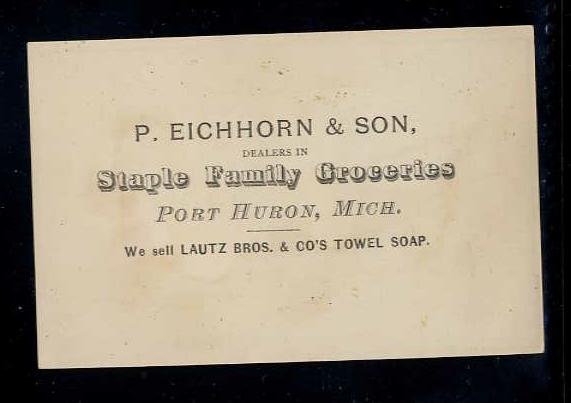 P. EICHHORN & SON,
DEALERS IN
Staple Family Groceries
PORT HURON, MICH.
We sell LAUTZ BROS. & CO'S TOWEL SOAP.